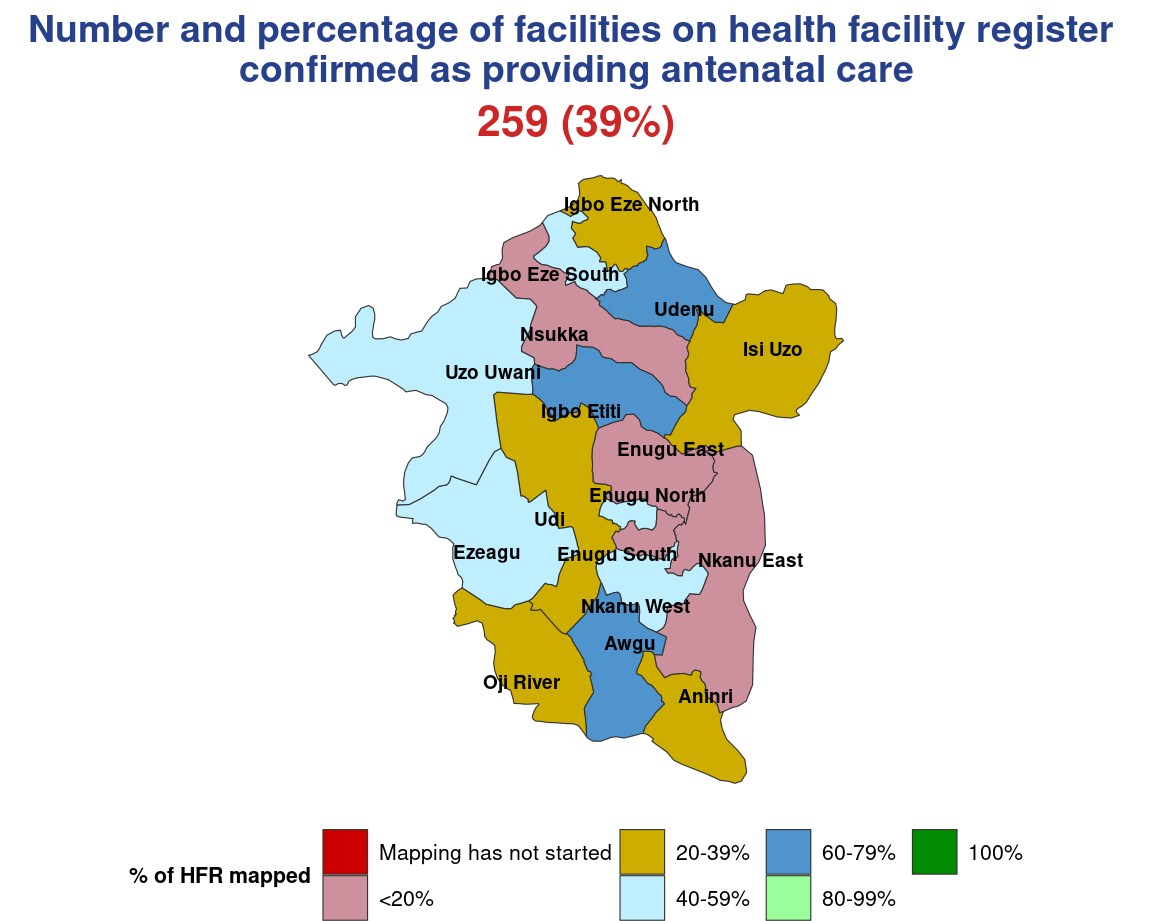 Number and percentage of facilities on health facility register
confirmed as providing antenatal care
259 (39%)
Igbo Eze North
Igbo Eze South
Udenu
Nsukka
Isi Uzo
Uzo Uwani
Igbo Etiti
Enugu East
Enugu North
Udi
Ezeagu
Enugu South
Nkanu East
Nkanu West
Awgu
Oji River
Aninri
% of HFR mapped
Mapping has not started
<20%
20-39%
40-59%
60-79%
80-99%
100%